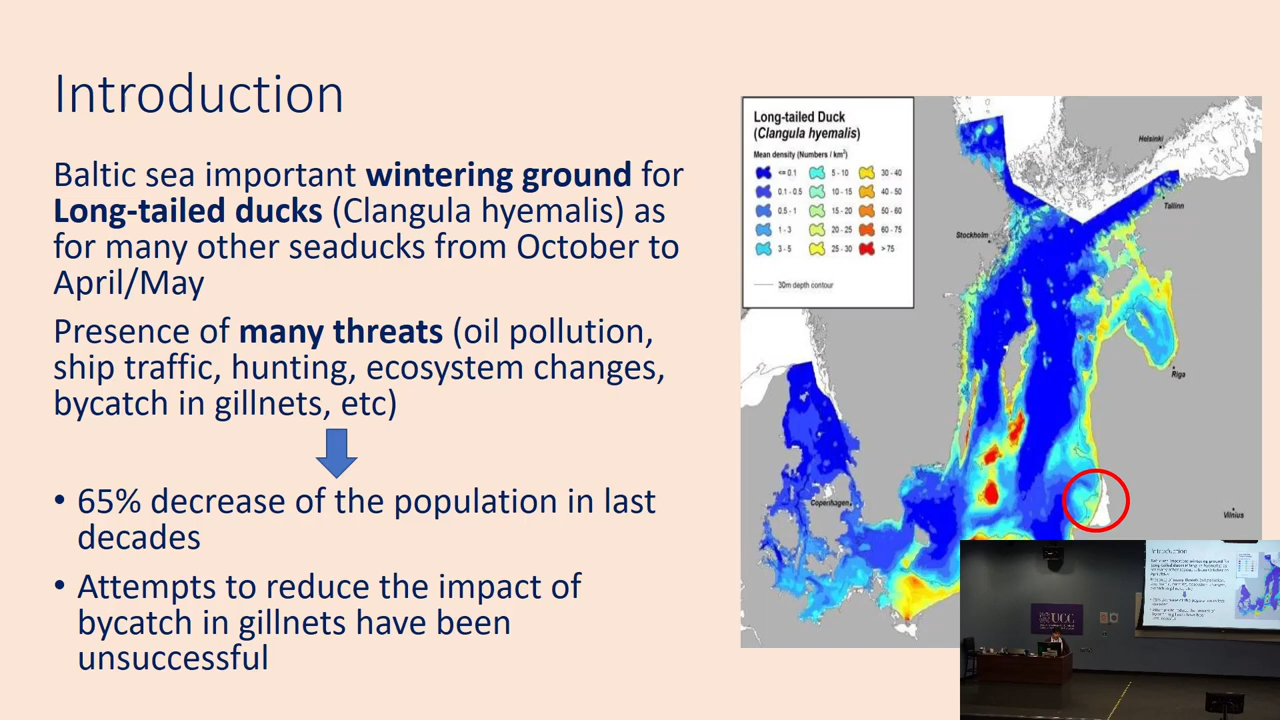 Introduction
Baltic sea important wintering ground for
Long-tailed ducks (Clangula hyemalis) as
for many other seaducks from October to
April/May
Presence of many threats (oil pollution,
ship traffic, hunting, ecosystem changes,
bycatch in gillnets, etc)
• 65% decrease of the population in last
decades
• Attempts to reduce the impact of
bycatch in gillnets have been
unsuccessful
Long-tailed Duck
(Clangula hyemalis)
Mean density (Numbers / km²)
<= 0.1 5 - 10 30 - 40
0.1 - 0.5 10 - 15 40 - 50
0.5 - 1 15 - 20 50 - 60
1 - 3 20 - 25 60 - 75
3 - 5 25 - 30 > 75
30m depth contour
Helsinki
Tallinn
Stockholm
Riga
Copenhagen
Vilnius
Introduction
UCC